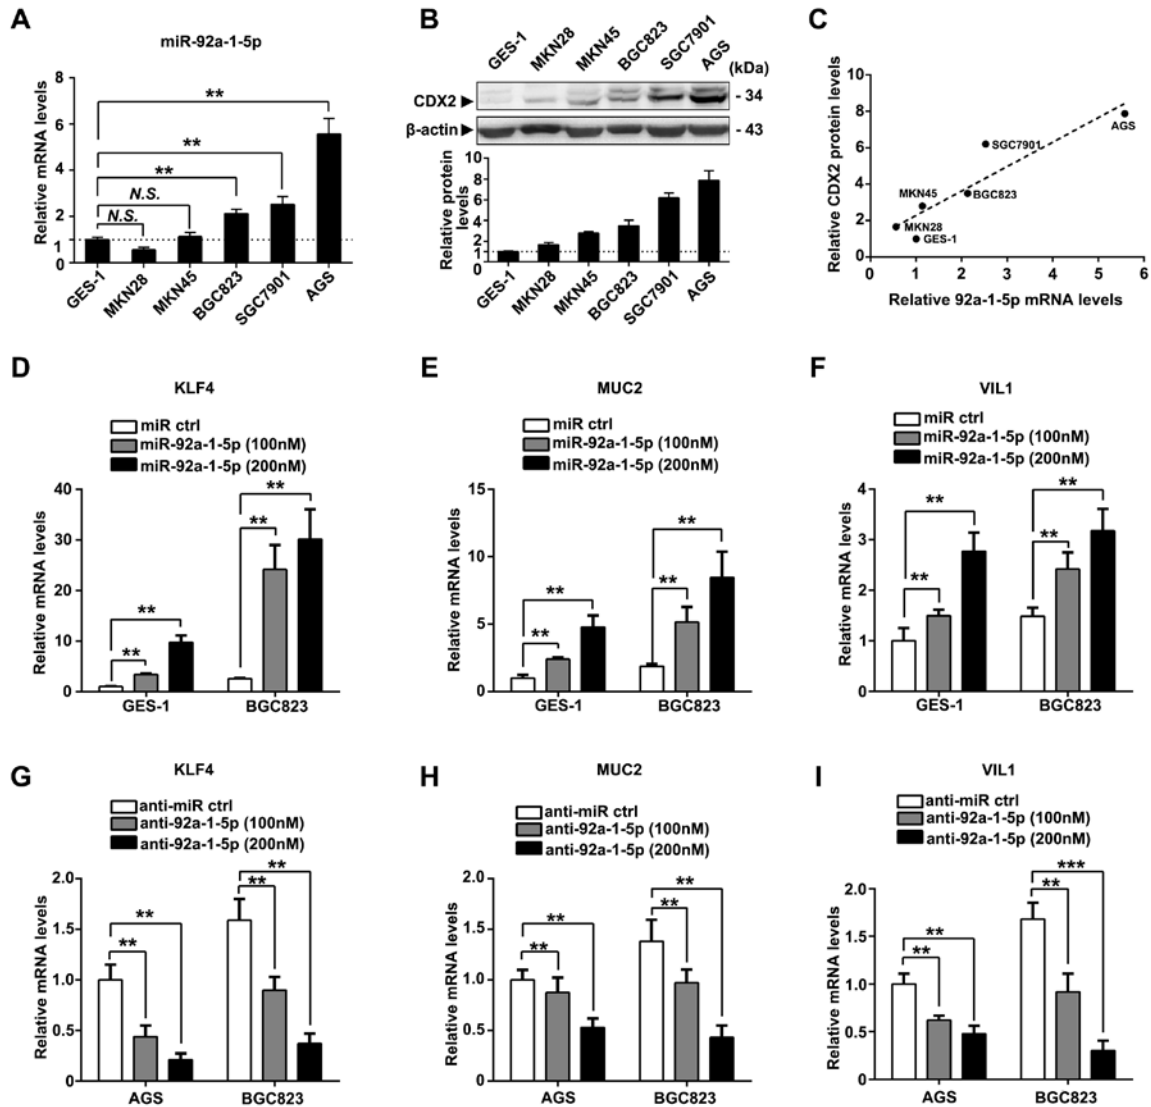 A
miR-92a-1-5p
Relative mRNA levels
8
6
4
2
1
0
**
**
**
N.S.
N.S.
GES-1
MKN28
MKN45
BGC823
SGC7901
AGS
B
GES-1
MKN28
MKN45
BGC823
SGC7901
AGS
(kDa)
CDX2
- 34
β-actin
- 43
Relative protein
levels
10
8
6
4
2
1
0
GES-1
MKN28
MKN45
BGC823
SGC7901
AGS
C
Relative CDX2 protein levels
10
8
6
4
2
0
AGS
SGC7901
BGC823
MKN45
MKN28
GES-1
0 1 2 3 4 5 6
Relative 92a-1-5p mRNA levels
D
KLF4
miR ctrl
miR-92a-1-5p (100nM)
miR-92a-1-5p (200nM)
Relative mRNA levels
40
30
20
10
0
**
**
**
**
GES-1 BGC823
E
MUC2
miR ctrl
miR-92a-1-5p (100nM)
miR-92a-1-5p (200nM)
Relative mRNA levels
15
10
5
0
**
**
**
**
GES-1 BGC823
F
VIL1
miR ctrl
miR-92a-1-5p (100nM)
miR-92a-1-5p (200nM)
Relative mRNA levels
4
3
2
1
0
**
**
**
**
GES-1 BGC823
G
KLF4
anti-miR ctrl
anti-92a-1-5p (100nM)
anti-92a-1-5p (200nM)
Relative mRNA levels
2.0
1.5
1.0
0.5
0
**
**
**
**
AGS BGC823
H
MUC2
anti-miR ctrl
anti-92a-1-5p (100nM)
anti-92a-1-5p (200nM)
Relative mRNA levels
2.0
1.5
1.0
0.5
0
**
**
**
**
AGS BGC823
I
VIL1
anti-miR ctrl
anti-92a-1-5p (100nM)
anti-92a-1-5p (200nM)
Relative mRNA levels
2.0
1.5
1.0
0.5
0
***
**
**
**
AGS BGC823